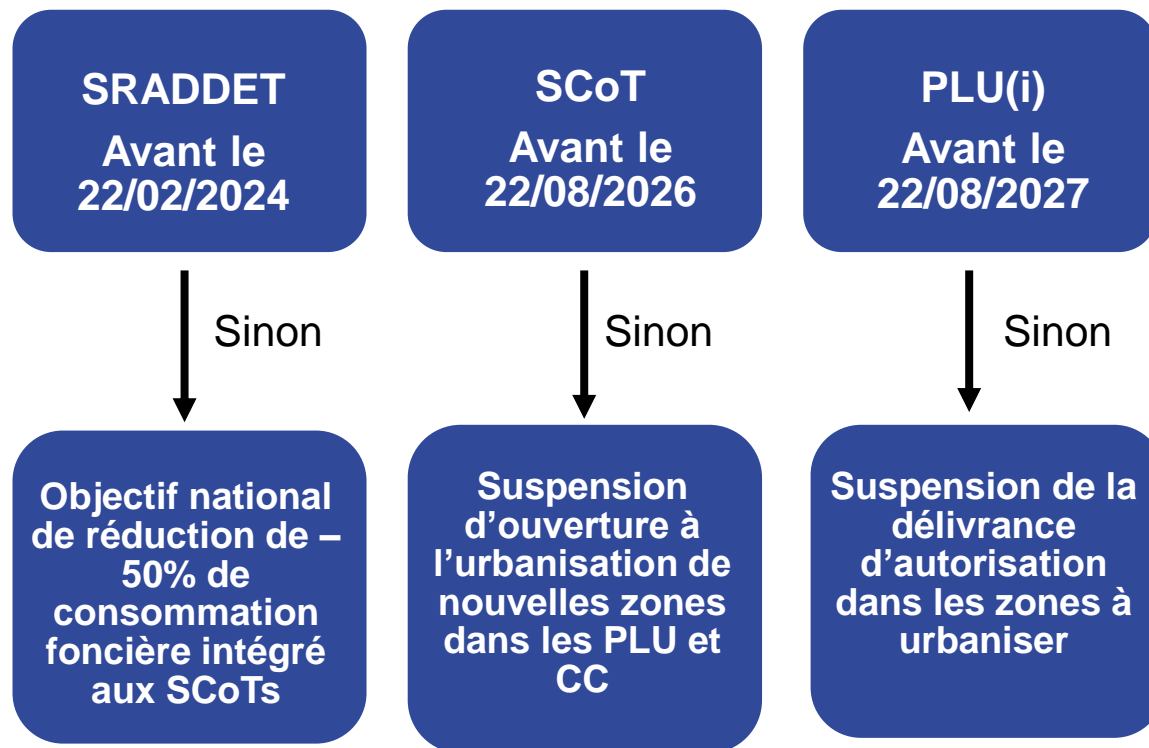 SRADDET
Avant le
22/02/2024
SCoT
Avant le
22/08/2026
PLU(i)
Avant le
22/08/2027
Sinon
Sinon
Sinon
Objectif national
de réduction de –
50% de
consommation
foncière intégré
aux SCoTs
Suspension
d’ouverture à
l’urbanisation de
nouvelles zones
dans les PLU et
CC
Suspension de la
délivrance
d’autorisation
dans les zones à
urbaniser